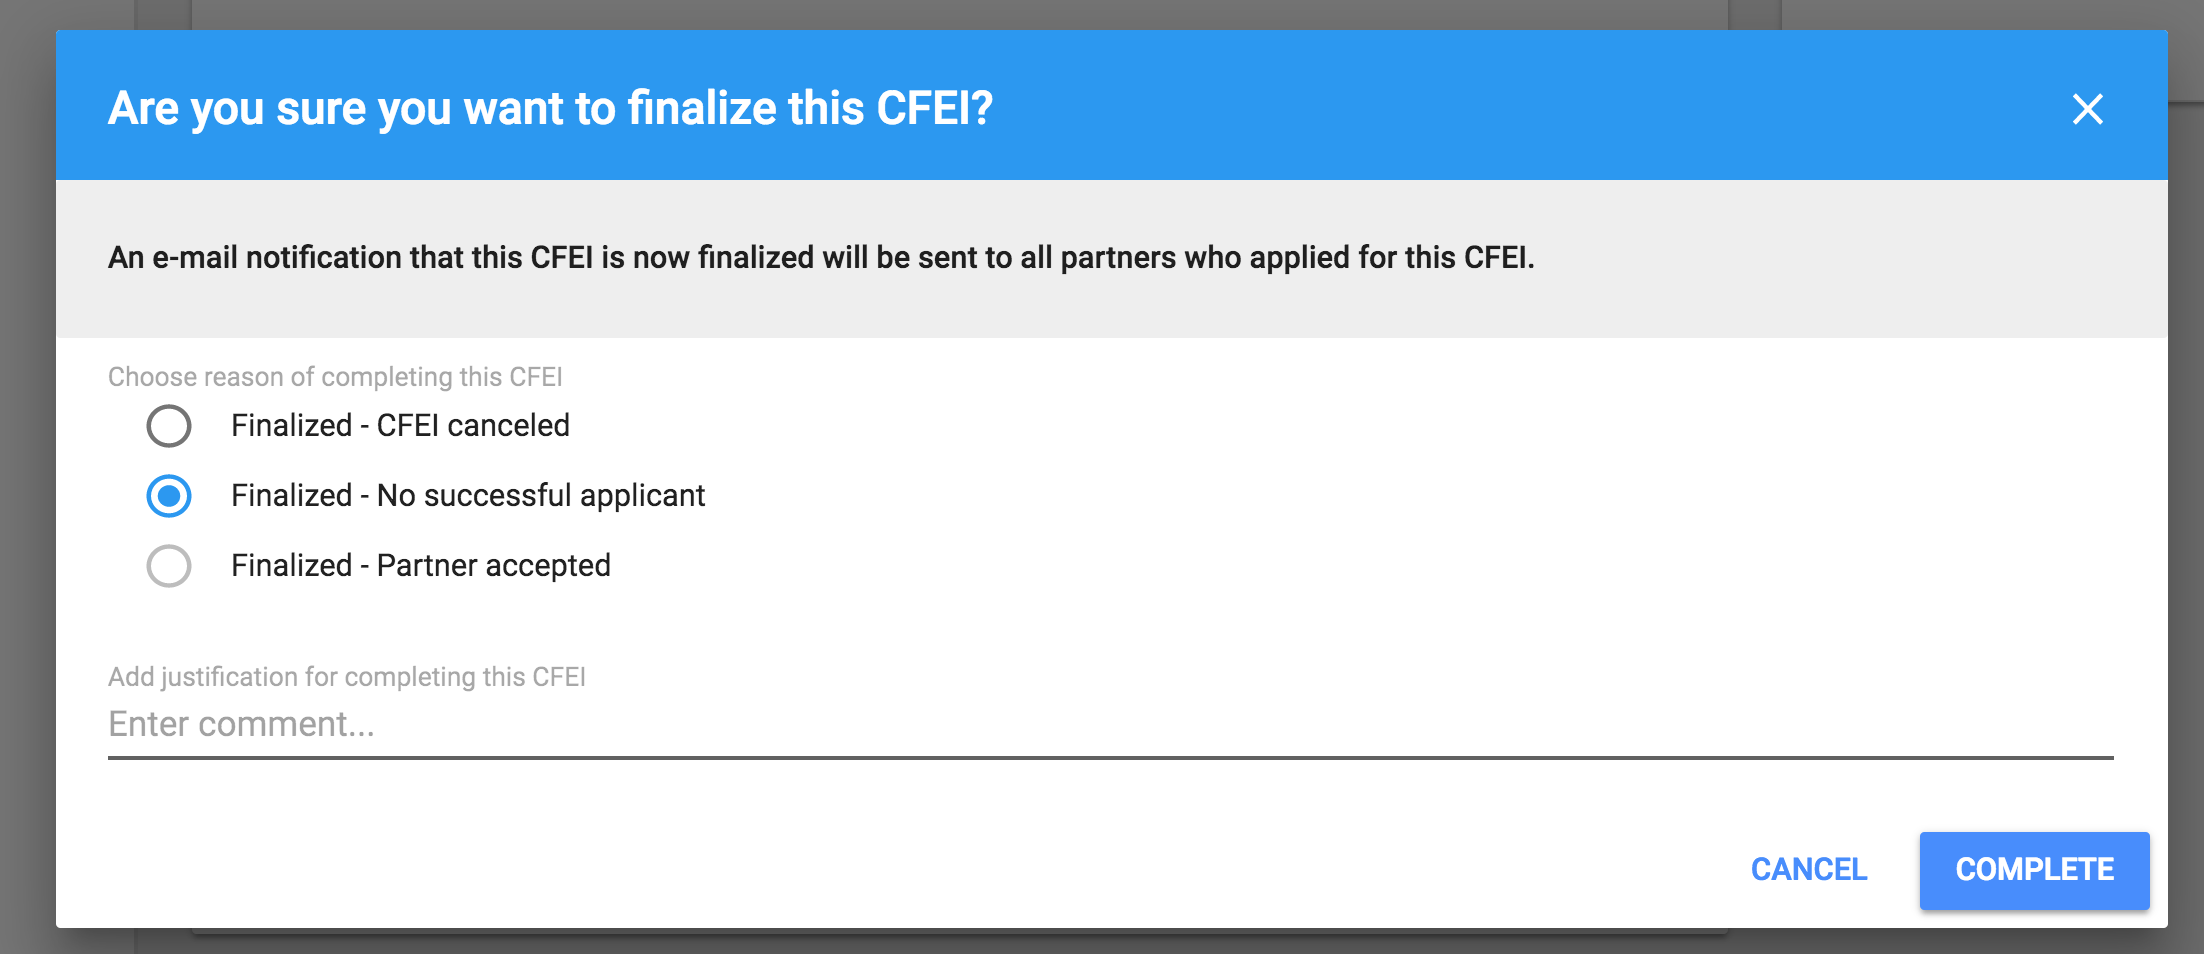 Are you sure you want to finalize this CFEI?
An e-mail notification that this CFEI is now finalized will be sent to all partners who applied for this CFEI.
Choose reason of completing this CFEI
Finalized - CFEI canceled
Finalized - No successful applicant
Finalized - Partner accepted
Add justification for completing this CFEI
Enter comment...
CANCEL
COMPLETE